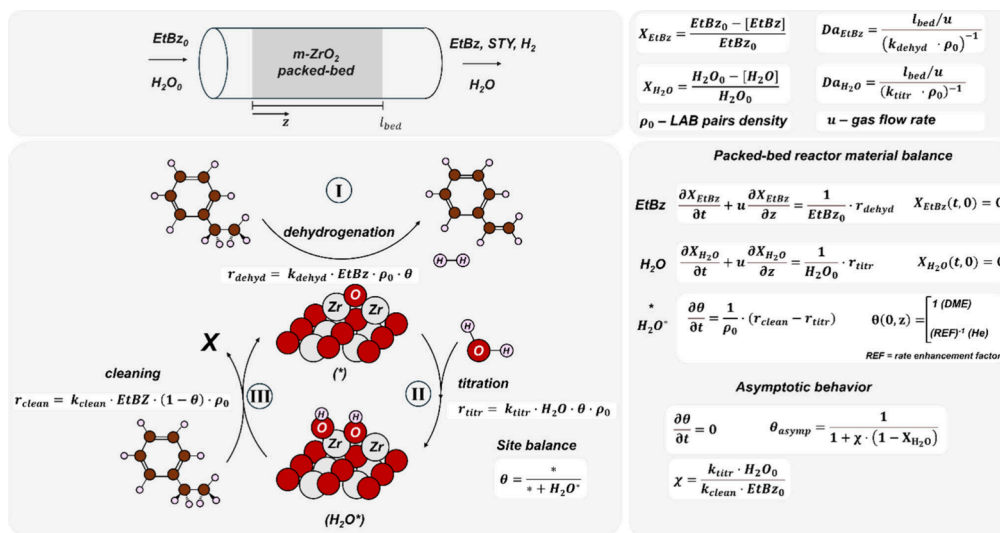 EtBz₀
H₂O₀
m-ZrO₂
packed-bed
EtBz, STY, H₂
H₂O
z
l_bed
X_EtBz = (EtBz₀ − [EtBz]) / EtBz₀
Da_EtBz = (l_bed/u) / (k_dehyd · ρ₀)⁻¹
X_H₂O = (H₂O₀ − [H₂O]) / H₂O₀
Da_H₂O = (l_bed/u) / (k_titr · ρ₀)⁻¹
ρ₀ – LAB pairs density
u – gas flow rate
I
dehydrogenation
H H
r_dehyd = k_dehyd · EtBz · ρ₀ · θ
O
Zr Zr
(*)
X
cleaning
III
r_clean = k_clean · EtBZ · (1 − θ) · ρ₀
II
H
O H
titration
r_titr = k_titr · H₂O · θ · ρ₀
H H
O O
Zr Zr
(H₂O*)
Site balance
θ = * / (* + H₂O*)
Packed-bed reactor material balance
EtBz ∂X_EtBz/∂t + u ∂X_EtBz/∂z = 1/EtBz₀ · r_dehyd X_EtBz(t, 0) = 0
H₂O ∂X_H₂O/∂t + u ∂X_H₂O/∂z = 1/H₂O₀ · r_titr X_H₂O(t, 0) = 0
*
H₂O* ∂θ/∂t = 1/ρ₀ · (r_clean − r_titr) θ(0, z) = [1 (DME)
(REF)⁻¹ (He)
REF = rate enhancement factor
Asymptotic behavior
∂θ/∂t = 0 θ_asymp = 1 / (1 + χ · (1 − X_H₂O))
χ = (k_titr · H₂O₀) / (k_clean · EtBz₀)